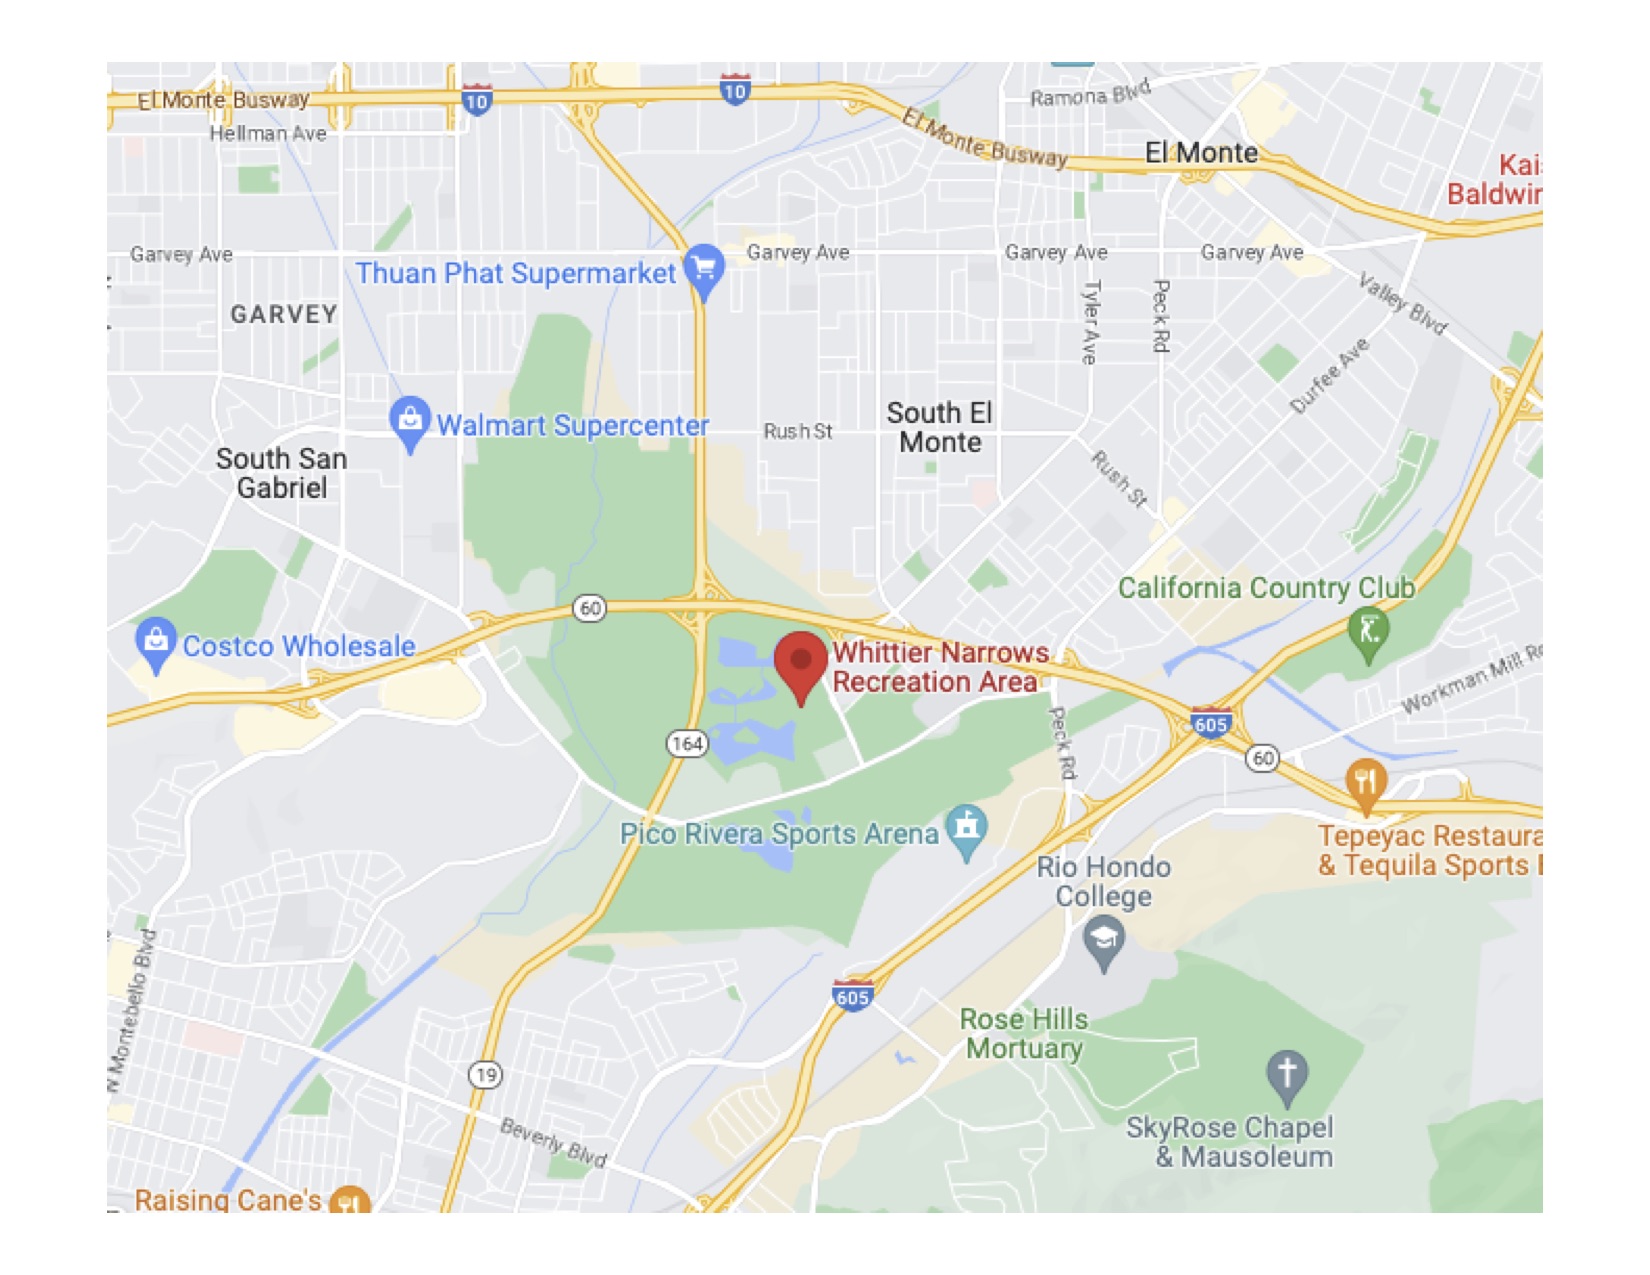 El Monte Busway
10
10
Ramona Blvd
Hellman Ave
El Monte Busway
El Monte
Kai
Baldwin
Garvey Ave
Garvey Ave
Garvey Ave
Garvey Ave
Thuan Phat Supermarket
GARVEY
Tyler Ave
Peck Rd
Valley Blvd
Durfee Ave
Walmart Supercenter
Rush St
South El
Monte
South San
Gabriel
Rush St
California Country Club
60
Costco Wholesale
Whittier Narrows
Recreation Area
Workman Mill Rd
164
Peck Rd
605
60
Pico Rivera Sports Arena
Tepeyac Restaura
& Tequila Sports
Rio Hondo
College
N Montebello Blvd
605
Rose Hills
Mortuary
19
Beverly Blvd
SkyRose Chapel
& Mausoleum
Raising Cane's